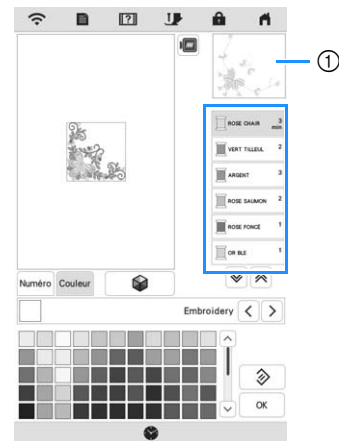 ①
ROSE CHAIR 3 min
VERT TILLEUL 2
ARGENT 3
ROSE SAUMON 2
ROSE FONCÉ 1
OR BLE 1
Numéro Couleur
Embroidery
OK